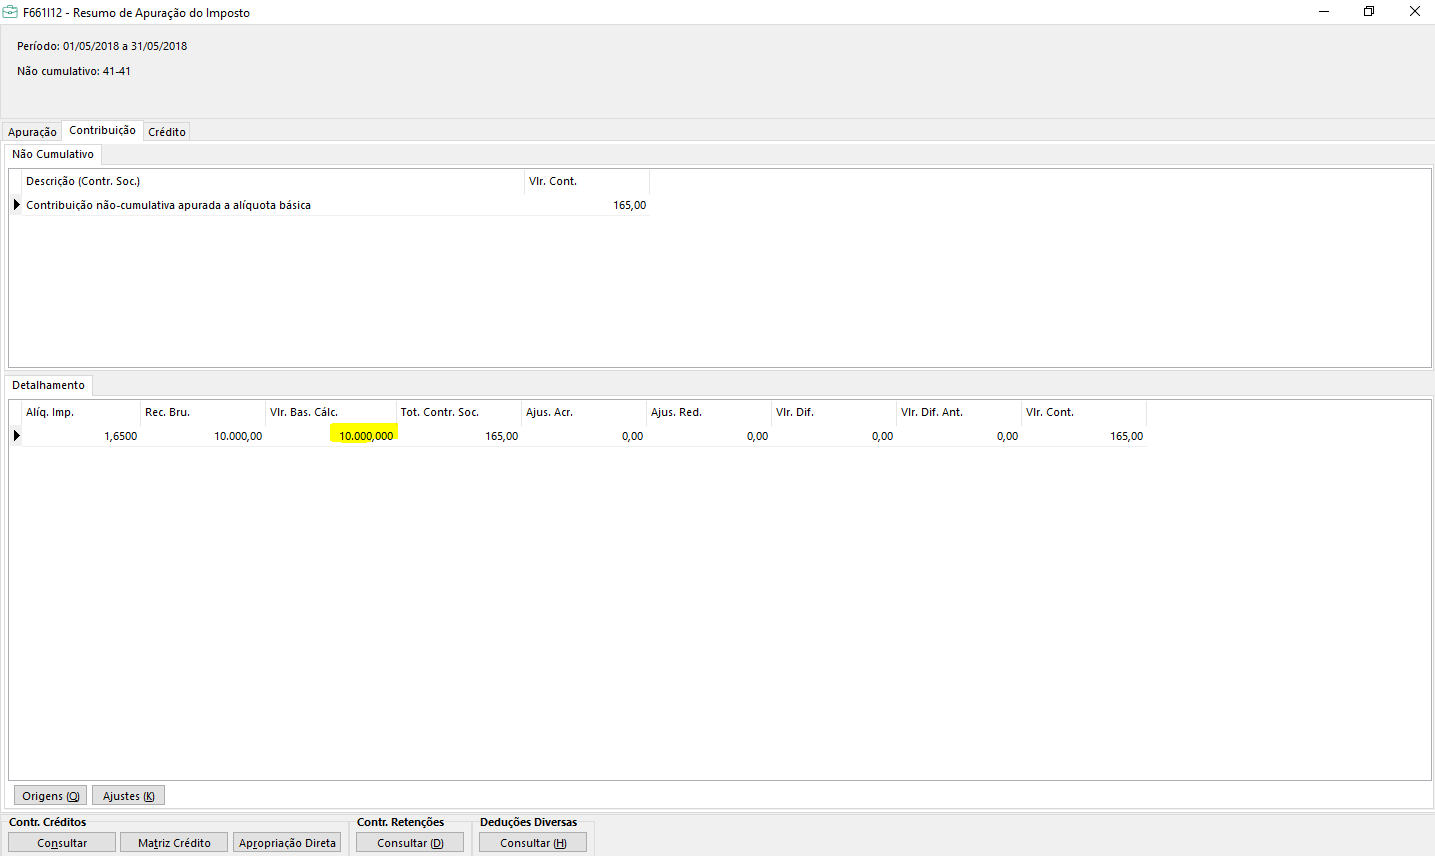 F661I12 - Resumo de Apuração do Imposto
Período: 01/05/2018 a 31/05/2018
Não cumulativo: 41-41
Apuração Contribuição Crédito
Não Cumulativo
Descrição (Contr. Soc.) Vlr. Cont.
Contribuição não-cumulativa apurada a alíquota básica 165,00
Detalhamento
Alíq. Imp. Rec. Bru. Vlr. Bas. Cálc. Tot. Contr. Soc. Ajus. Acr. Ajus. Red. Vlr. Dif. Vlr. Dif. Ant. Vlr. Cont.
1,6500 10.000,00 10.000,000 165,00 0,00 0,00 0,00 0,00 165,00
Origens (Q) Ajustes (K)
Contr. Créditos Contr. Retenções Deduções Diversas
Consultar Matriz Crédito Apropriação Direta Consultar (D) Consultar (H)